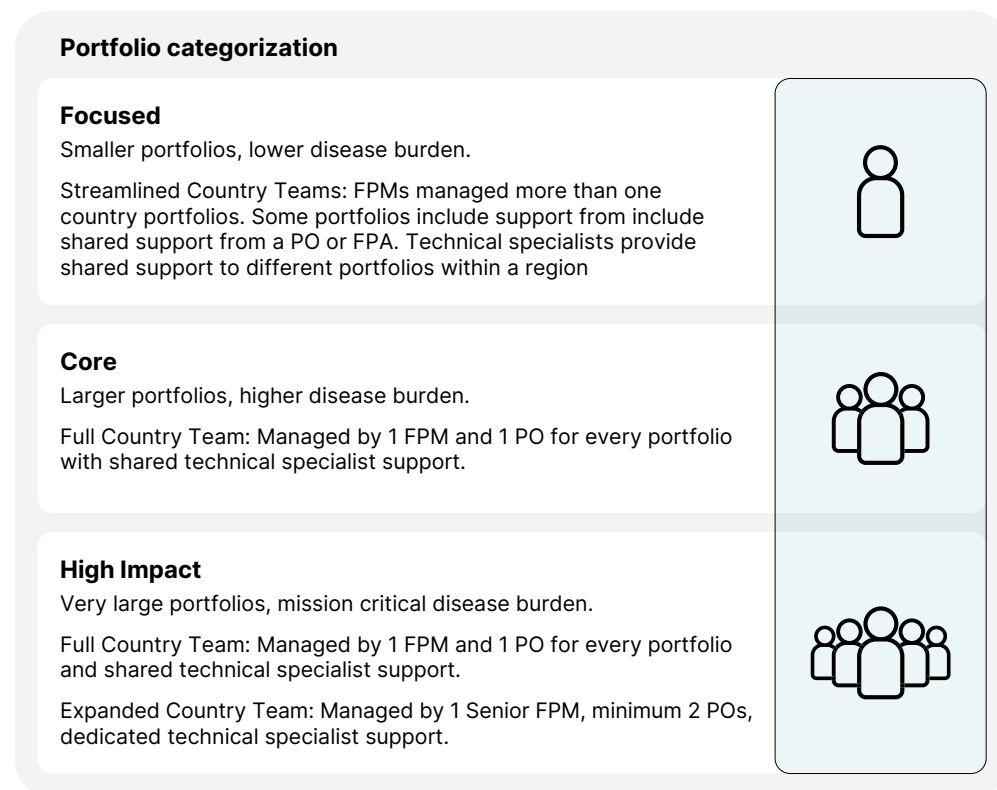 Portfolio categorization
Focused
Smaller portfolios, lower disease burden.
Streamlined Country Teams: FPMs managed more than one
country portfolios. Some portfolios include support from include
shared support from a PO or FPA. Technical specialists provide
shared support to different portfolios within a region
Core
Larger portfolios, higher disease burden.
Full Country Team: Managed by 1 FPM and 1 PO for every portfolio
with shared technical specialist support.
High Impact
Very large portfolios, mission critical disease burden.
Full Country Team: Managed by 1 FPM and 1 PO for every portfolio
and shared technical specialist support.
Expanded Country Team: Managed by 1 Senior FPM, minimum 2 POs,
dedicated technical specialist support.